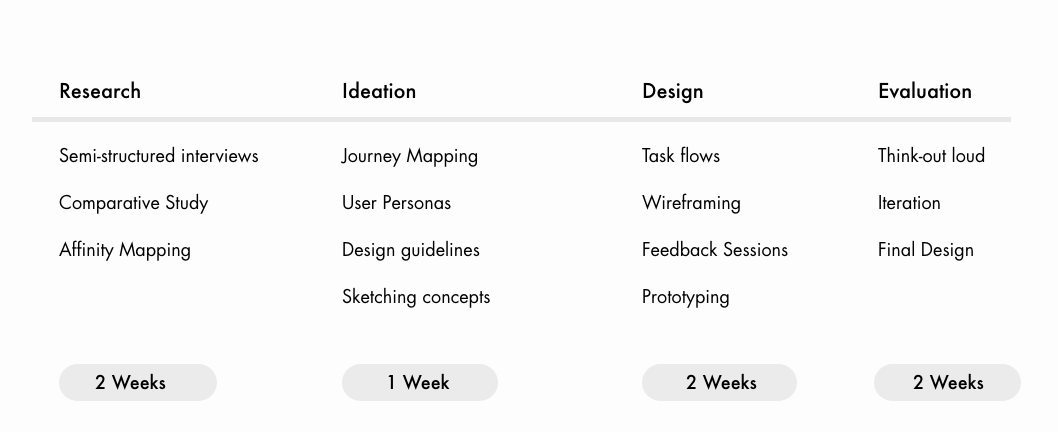 Research
Semi-structured interviews
Comparative Study
Affinity Mapping
2 Weeks
Ideation
Journey Mapping
User Personas
Design guidelines
Sketching concepts
1 Week
Design
Task flows
Wireframing
Feedback Sessions
Prototyping
2 Weeks
Evaluation
Think-out loud
Iteration
Final Design
2 Weeks